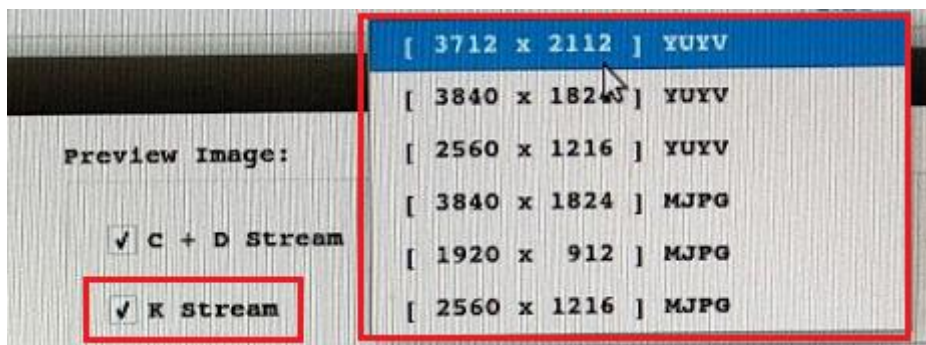 [ 3712 x 2112 ] YUYV
[ 3840 x 1824 ] YUYV
[ 2560 x 1216 ] YUYV
[ 3840 x 1824 ] MJPG
[ 1920 x 912 ] MJPG
[ 2560 x 1216 ] MJPG
Preview Image:
✓ C + D Stream
✓ K Stream